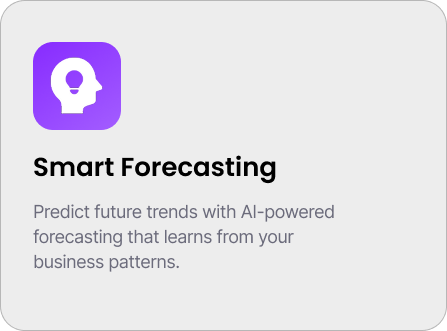 Smart Forecasting
Predict future trends with AI-powered
forecasting that learns from your
business patterns.